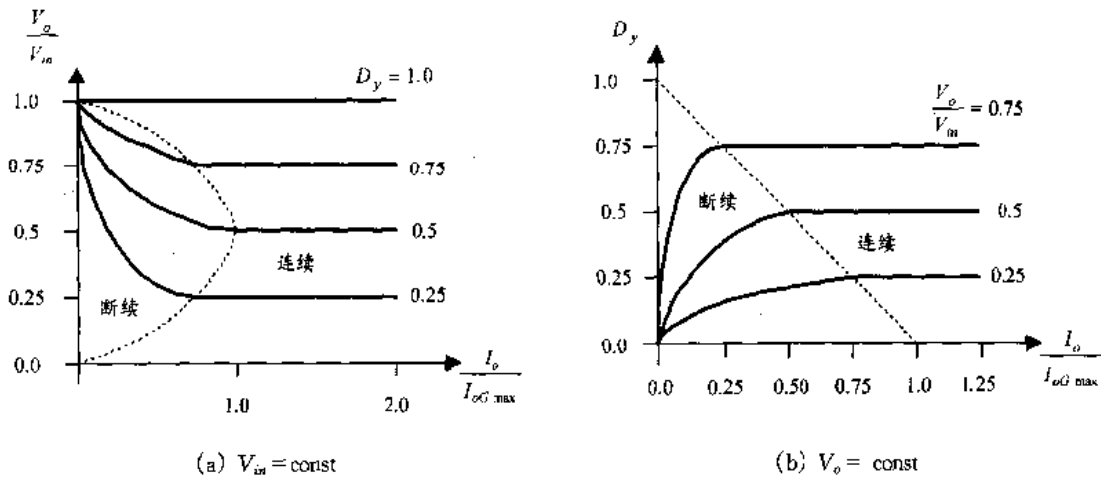 V_o / V_in
D_y = 1.0
1.0
0.75
0.75
0.5
0.5
连续
0.25
0.25
断续
0.0
1.0
2.0
I_o / I_oG max
(a) V_in = const
D_y
1.0
V_o / V_in = 0.75
0.75
断续
0.5
0.5
连续
0.25
0.25
0.0
0.0
0.25
0.50
0.75
1.0
1.25
I_o / I_oG max
(b) V_o = const